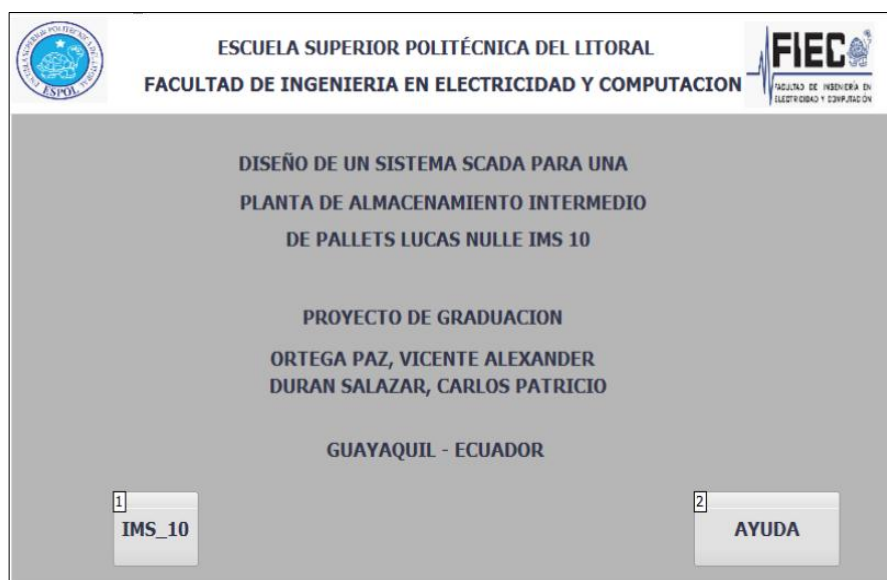 ESCUELA SUPERIOR POLITÉCNICA DEL LITORAL
FACULTAD DE INGENIERIA EN ELECTRICIDAD Y COMPUTACION
ESPOL
FIEC
FACULTAD DE INGENIERÍA EN
ELECTRICIDAD Y COMPUTACIÓN
DISEÑO DE UN SISTEMA SCADA PARA UNA
PLANTA DE ALMACENAMIENTO INTERMEDIO
DE PALLETS LUCAS NULLE IMS 10
PROYECTO DE GRADUACION
ORTEGA PAZ, VICENTE ALEXANDER
DURAN SALAZAR, CARLOS PATRICIO
GUAYAQUIL - ECUADOR
1
IMS_10
2
AYUDA